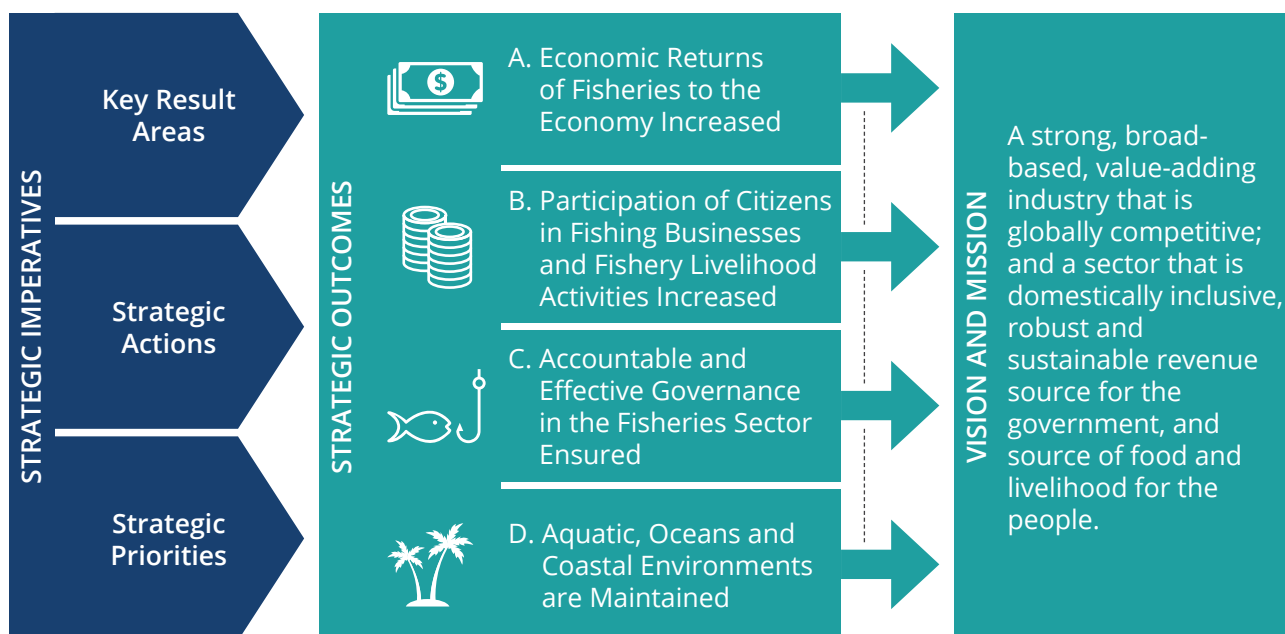 STRATEGIC IMPERATIVES
Key Result
Areas
Strategic
Actions
Strategic
Priorities
STRATEGIC OUTCOMES
$
A. Economic Returns
of Fisheries to the
Economy Increased
B. Participation of Citizens
in Fishing Businesses
and Fishery Livelihood
Activities Increased
C. Accountable and
Effective Governance
in the Fisheries Sector
Ensured
D. Aquatic, Oceans and
Coastal Environments
are Maintained
VISION AND MISSION
A strong, broad-
based, value-adding
industry that is
globally competitive;
and a sector that is
domestically inclusive,
robust and
sustainable revenue
source for the
government, and
source of food and
livelihood for the
people.